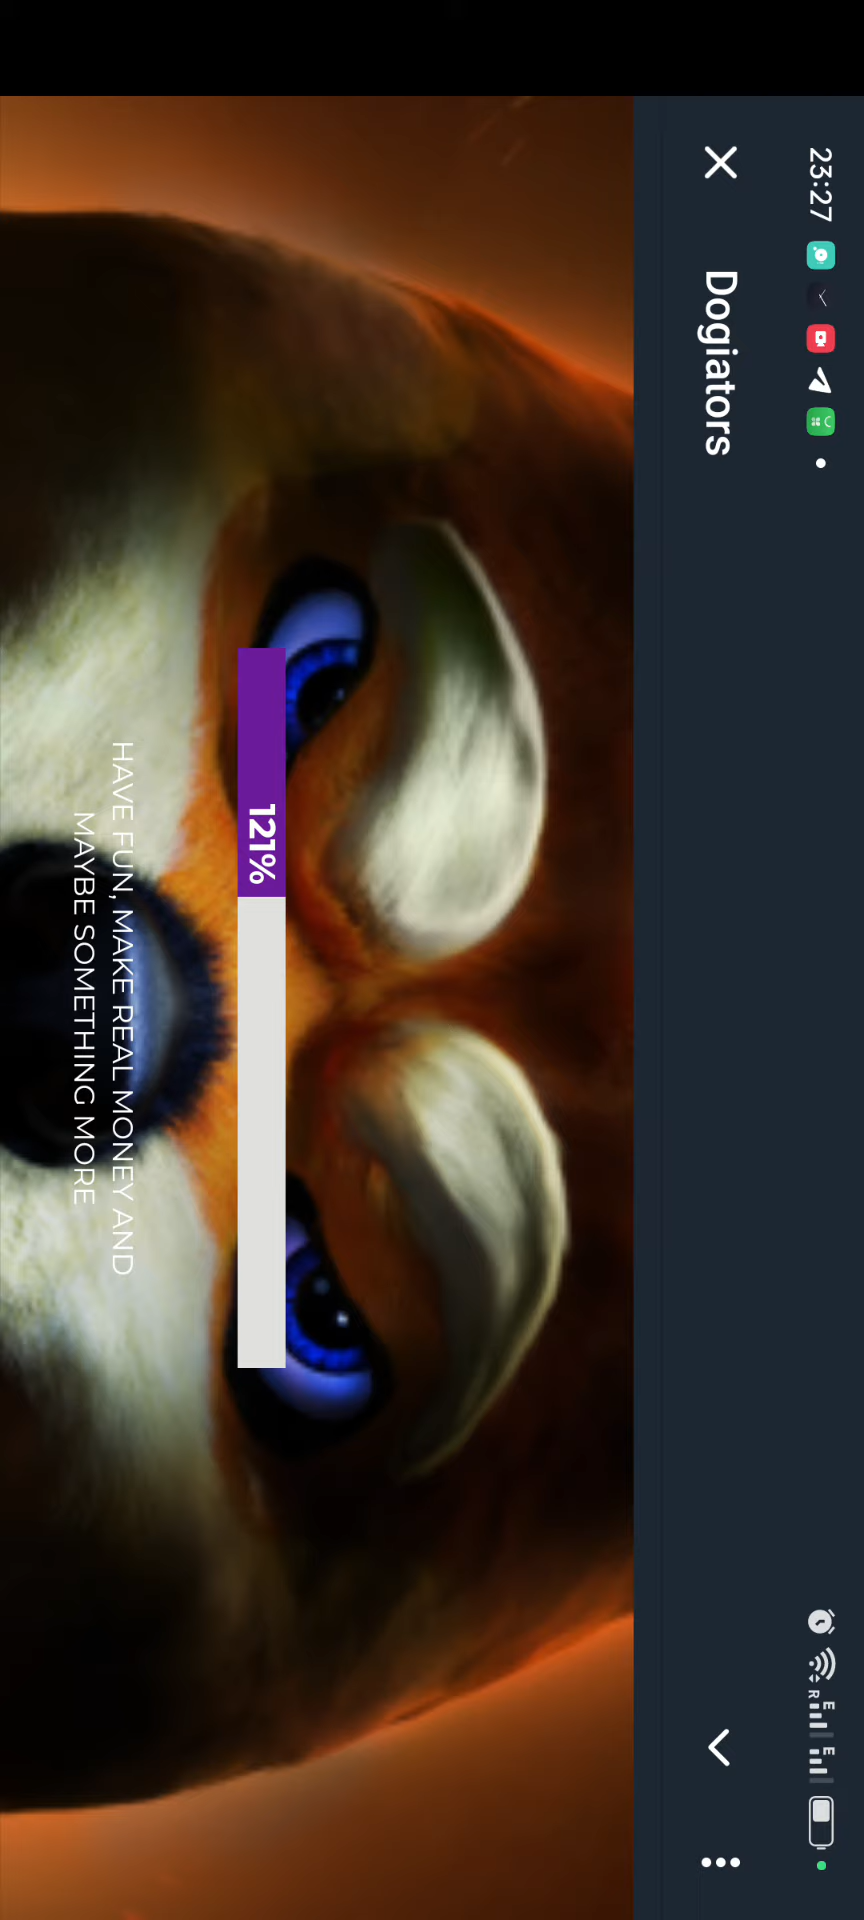 23:27
R E E
Dogiators
121%
HAVE FUN, MAKE REAL MONEY AND
MAYBE SOMETHING MORE